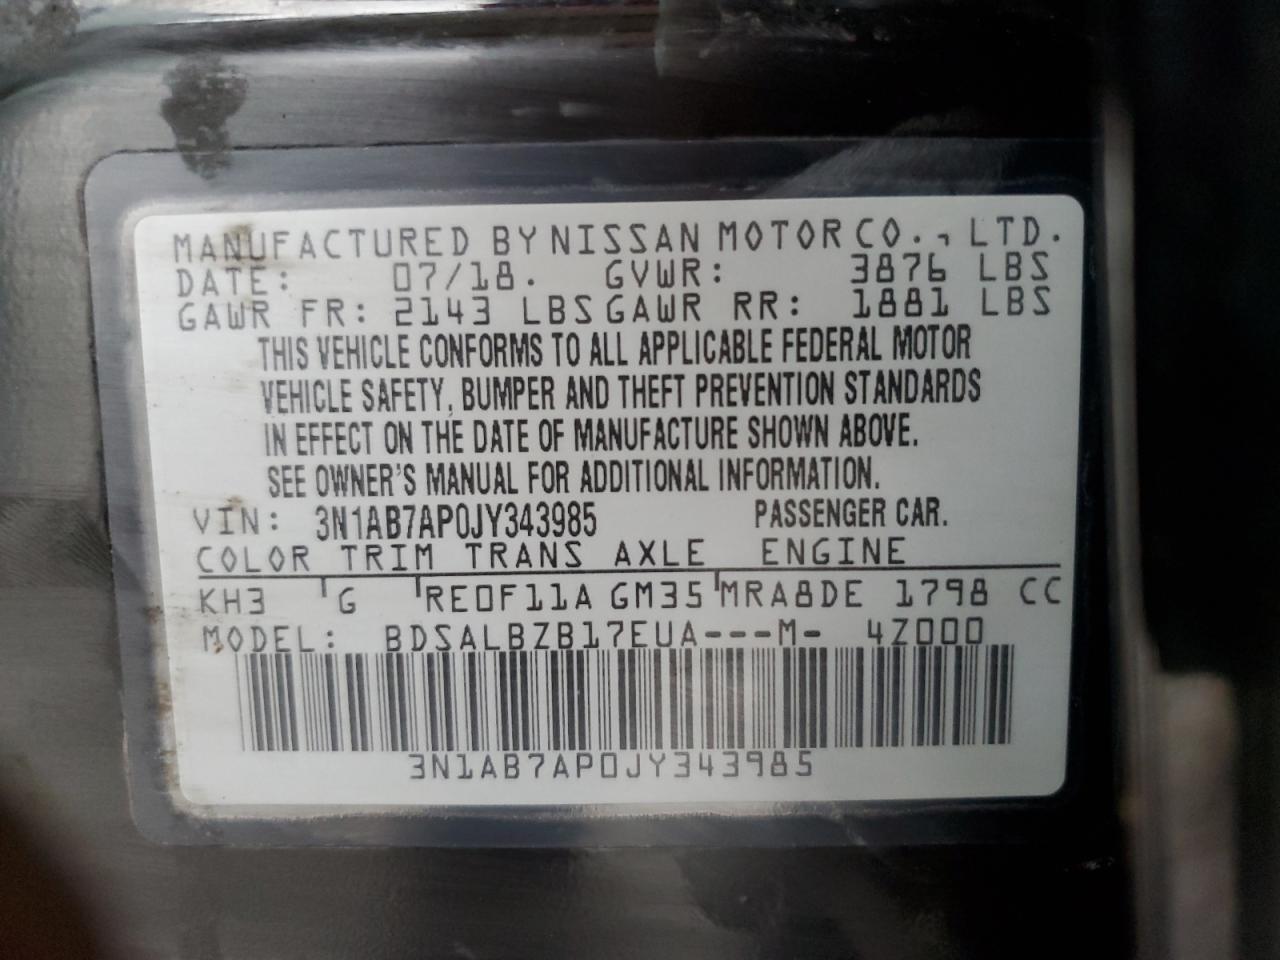 MANUFACTURED BY NISSAN MOTOR CO., LTD.
DATE: 07/18. GVWR: 3876 LBS
GAWR FR: 2143 LBS GAWR RR: 1881 LBS
THIS VEHICLE CONFORMS TO ALL APPLICABLE FEDERAL MOTOR
VEHICLE SAFETY, BUMPER AND THEFT PREVENTION STANDARDS
IN EFFECT ON THE DATE OF MANUFACTURE SHOWN ABOVE.
SEE OWNER'S MANUAL FOR ADDITIONAL INFORMATION.
VIN: 3N1AB7AP0JY343985 PASSENGER CAR.
COLOR TRIM TRANS AXLE ENGINE
KH3 G RE0F11A GM35 MRA8DE 1798 CC
MODEL: BDSALBZB17EUA---M- 4Z000
3N1AB7AP0JY343985